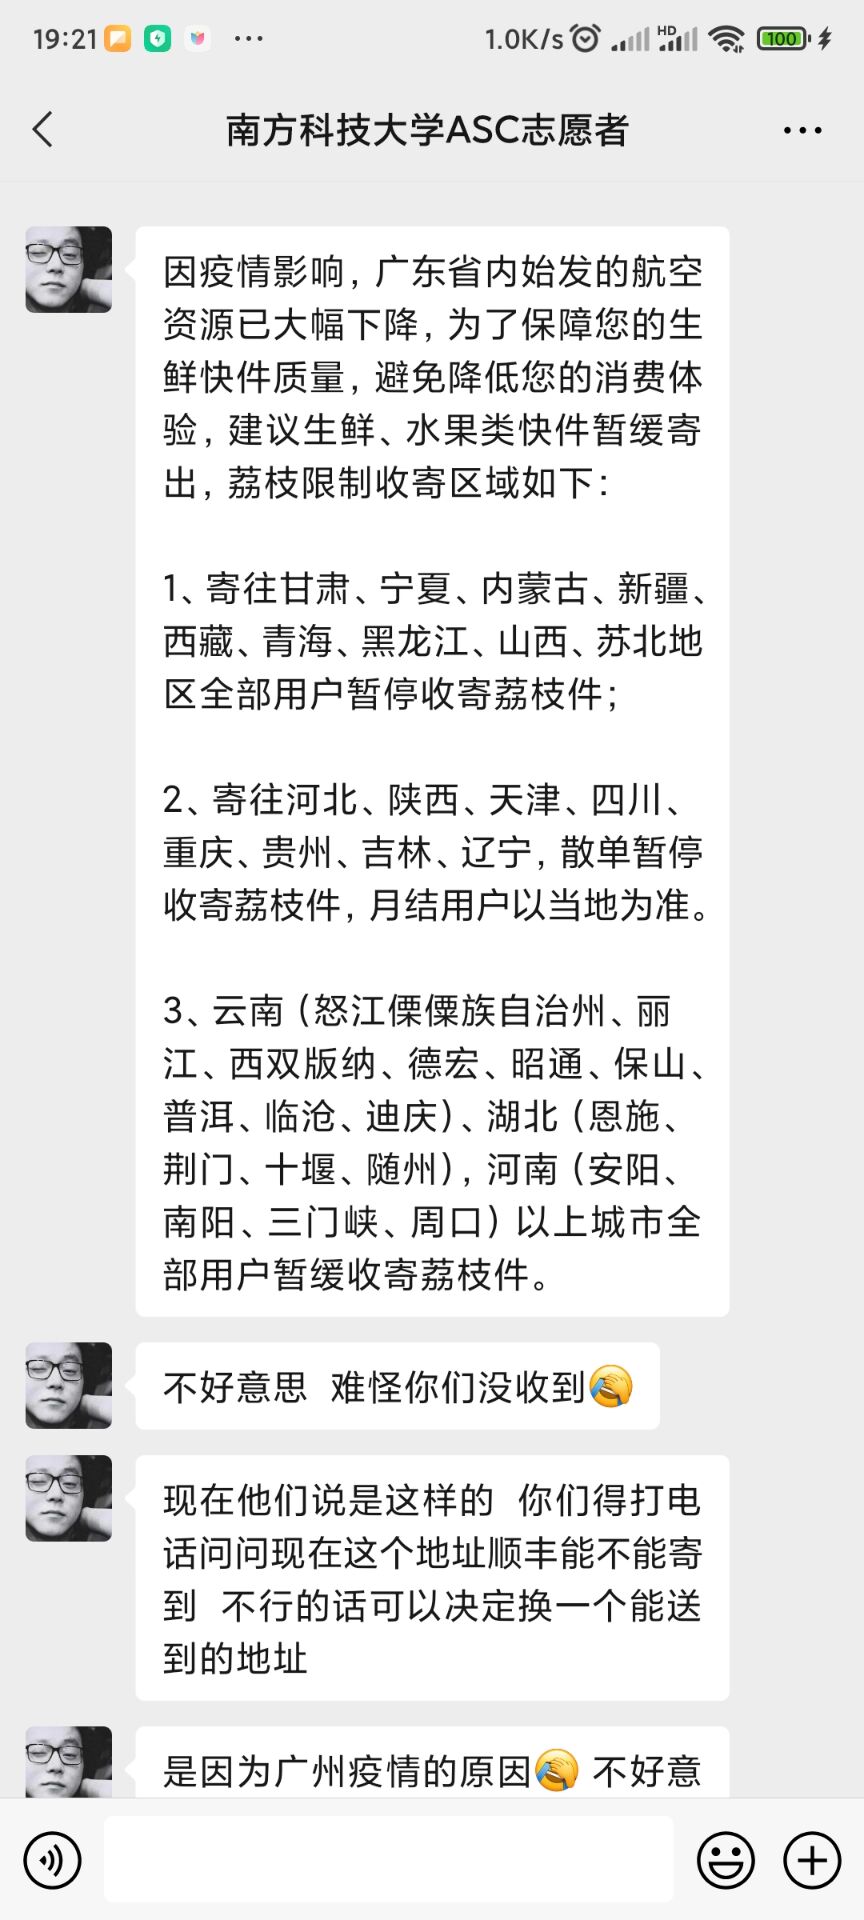 19:21
1.0K/s
HD
100
南方科技大学ASC志愿者
因疫情影响,广东省内始发的航空
资源已大幅下降,为了保障您的生
鲜快件质量,避免降低您的消费体
验,建议生鲜、水果类快件暂缓寄
出,荔枝限制收寄区域如下:
1、寄往甘肃、宁夏、内蒙古、新疆、
西藏、青海、黑龙江、山西、苏北地
区全部用户暂停收寄荔枝件;
2、寄往河北、陕西、天津、四川、
重庆、贵州、吉林、辽宁,散单暂停
收寄荔枝件,月结用户以当地为准。
3、云南(怒江傈僳族自治州、丽
江、西双版纳、德宏、昭通、保山、
普洱、临沧、迪庆)、湖北(恩施、
荆门、十堰、随州),河南(安阳、
南阳、三门峡、周口)以上城市全
部用户暂缓收寄荔枝件。
不好意思 难怪你们没收到🤦
现在他们说是这样的 你们得打电
话问问现在这个地址顺丰能不能寄
到 不行的话可以决定换一个能送
到的地址
是因为广州疫情的原因🤦 不好意